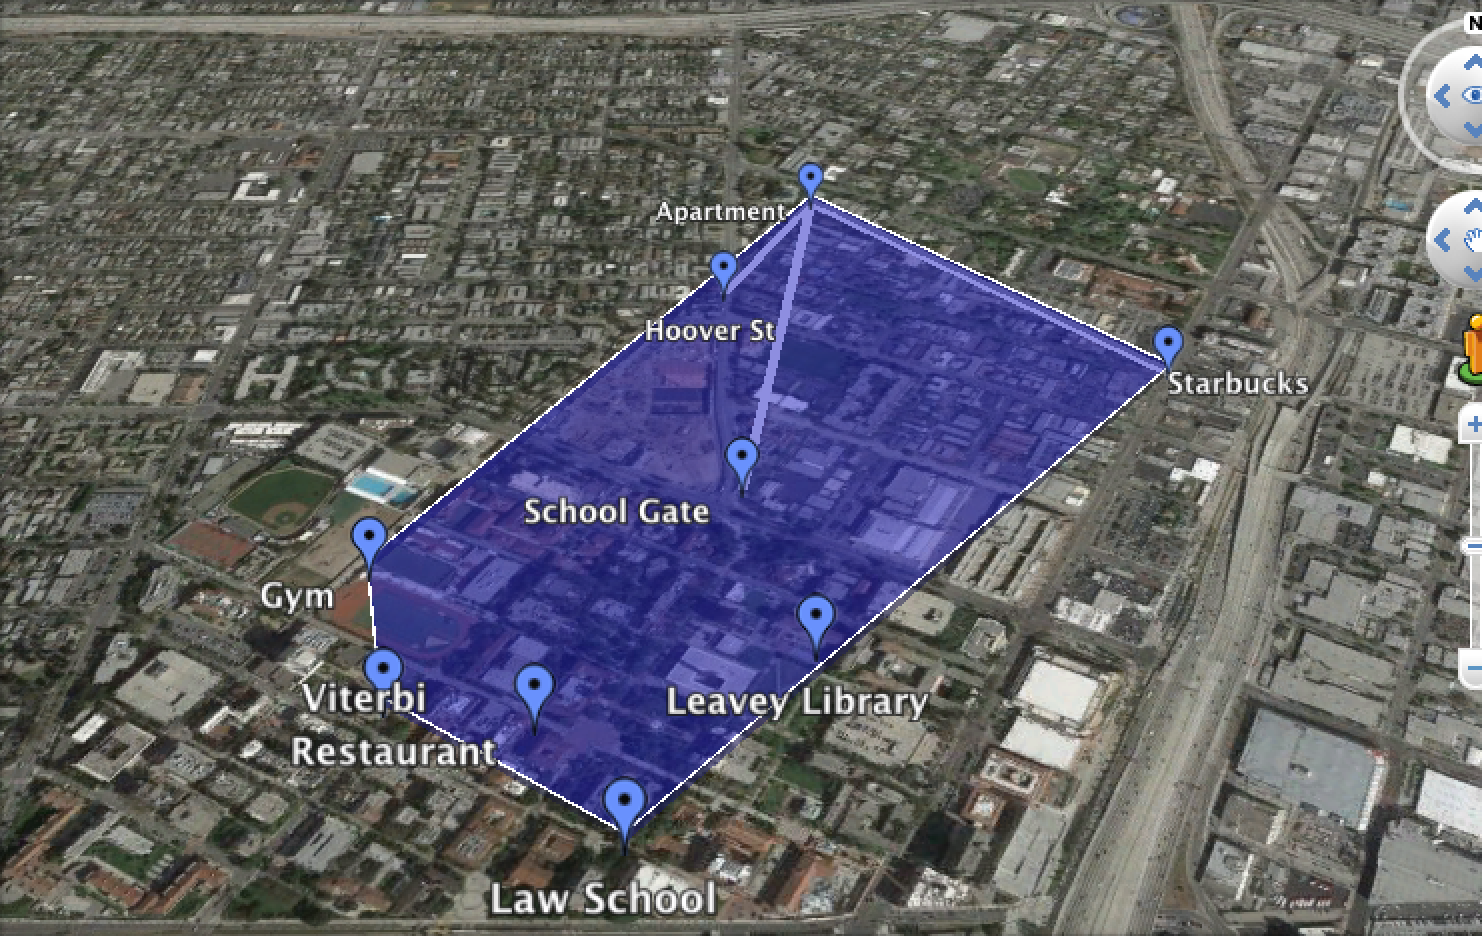 N
Apartment
Hoover St
Starbucks
School Gate
Gym
Viterbi
Leavey Library
Restaurant
Law School